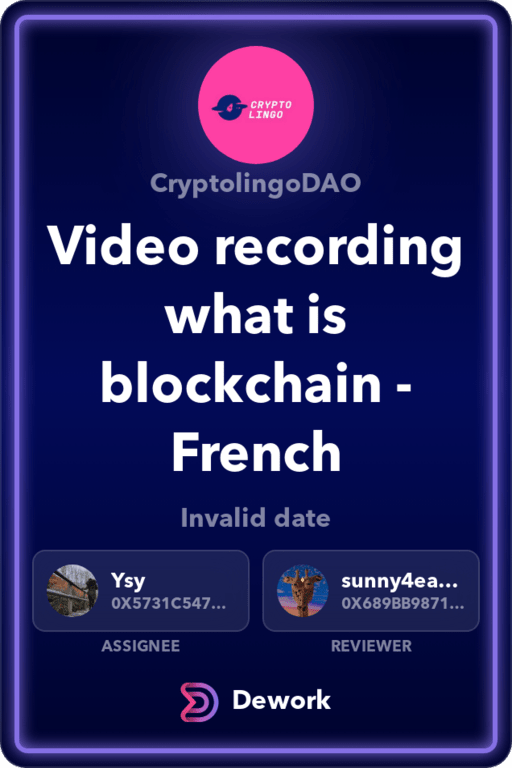 CRYPTO
LINGO
CryptolingoDAO
Video recording
what is
blockchain -
French
Invalid date
Ysy
0X5731C547...
ASSIGNEE
sunny4ea...
0X689BB9871...
REVIEWER
Dework